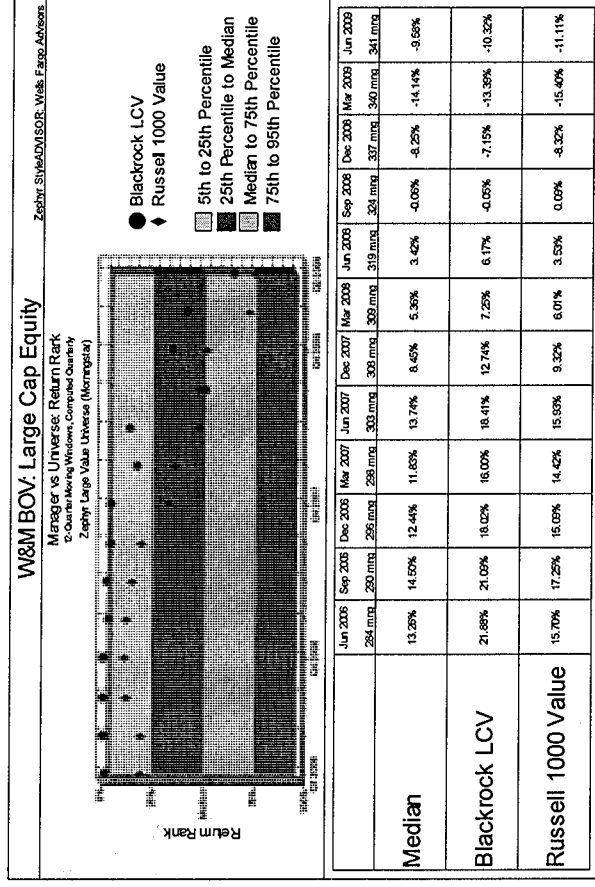 W&M BOV: Large Cap Equity
Zephyr StyleADVISOR: Wells Fargo Advisors
Manager vs Universe: Return Rank
12-Quarter Moving Windows, Computed Quarterly
Zephyr Large Value Universe (Morningstar)
Return Rank
Median
Blackrock LCV
Russell 1000 Value
5th to 25th Percentile
25th Percentile to Median
Median to 75th Percentile
75th to 95th Percentile
Jun 2006 Sep 2006 Dec 2006 Mar 2007 Jun 2007 Dec 2007 Mar 2008 Jun 2008 Sep 2008 Dec 2008 Mar 2009 Jun 2009
284 mng 290 mng 296 mng 298 mng 303 mng 308 mng 309 mng 319 mng 324 mng 337 mng 340 mng 341 mng
Median 13.26% 14.50% 12.44% 11.83% 13.74% 8.45% 5.36% 3.42% -0.06% -8.25% -14.14% -9.56%
Blackrock LCV 21.88% 21.09% 18.02% 16.00% 18.41% 12.74% 7.25% 6.17% -0.05% -7.15% -13.39% -10.32%
Russell 1000 Value 15.70% 17.25% 15.09% 14.42% 15.93% 9.32% 6.01% 3.53% 0.09% -8.32% -15.40% -11.11%